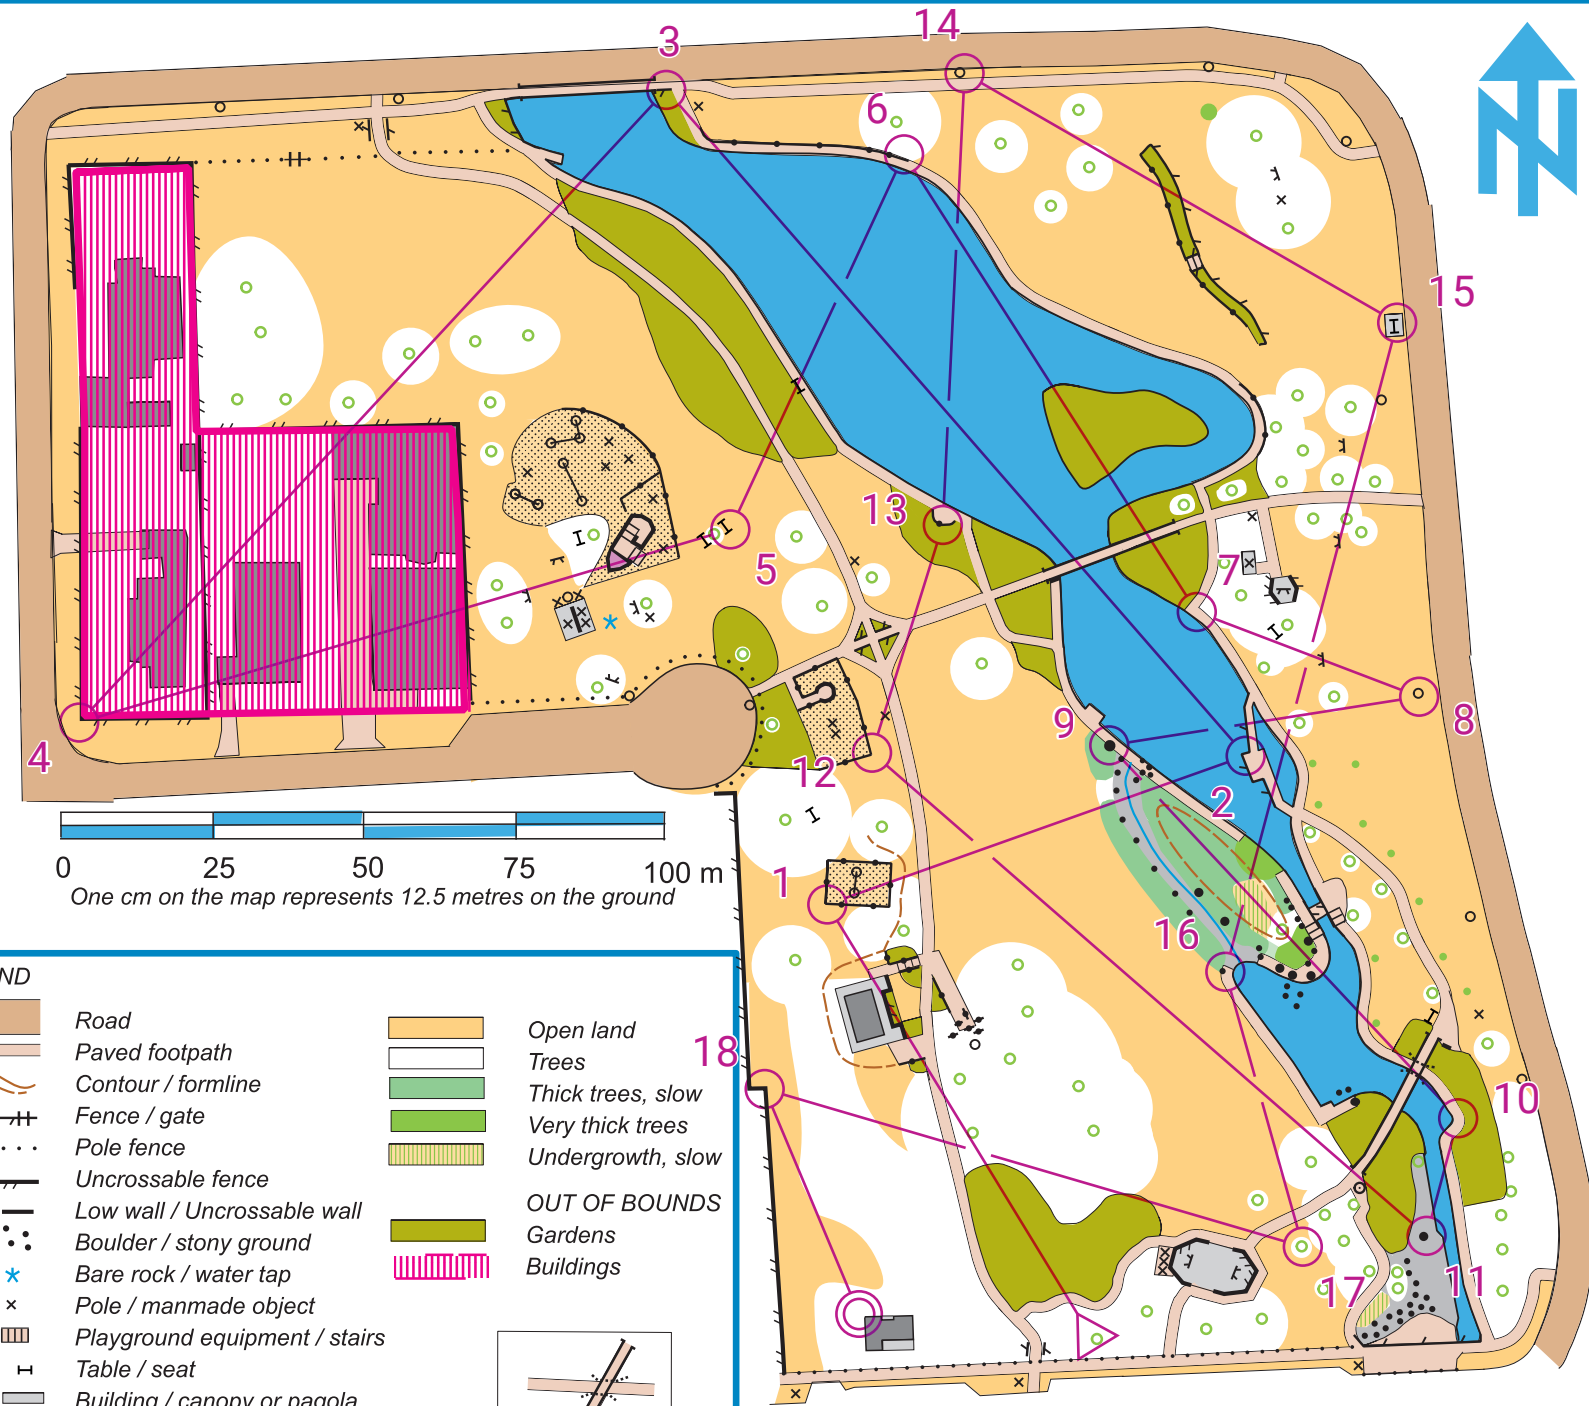 14
3
6
15
13
7
5
8
9
4
12
2
0 25 50 75 100 m
One cm on the map represents 12.5 metres on the ground
1
16
ND
Road
Paved footpath
Contour / formline
Fence / gate
Pole fence
Uncrossable fence
Low wall / Uncrossable wall
Boulder / stony ground
Bare rock / water tap
Pole / manmade object
Playground equipment / stairs
Table / seat
Building / canopy or pagola
Open land
Trees
Thick trees, slow
Very thick trees
Undergrowth, slow
OUT OF BOUNDS
Gardens
Buildings
18
10
17
11
N